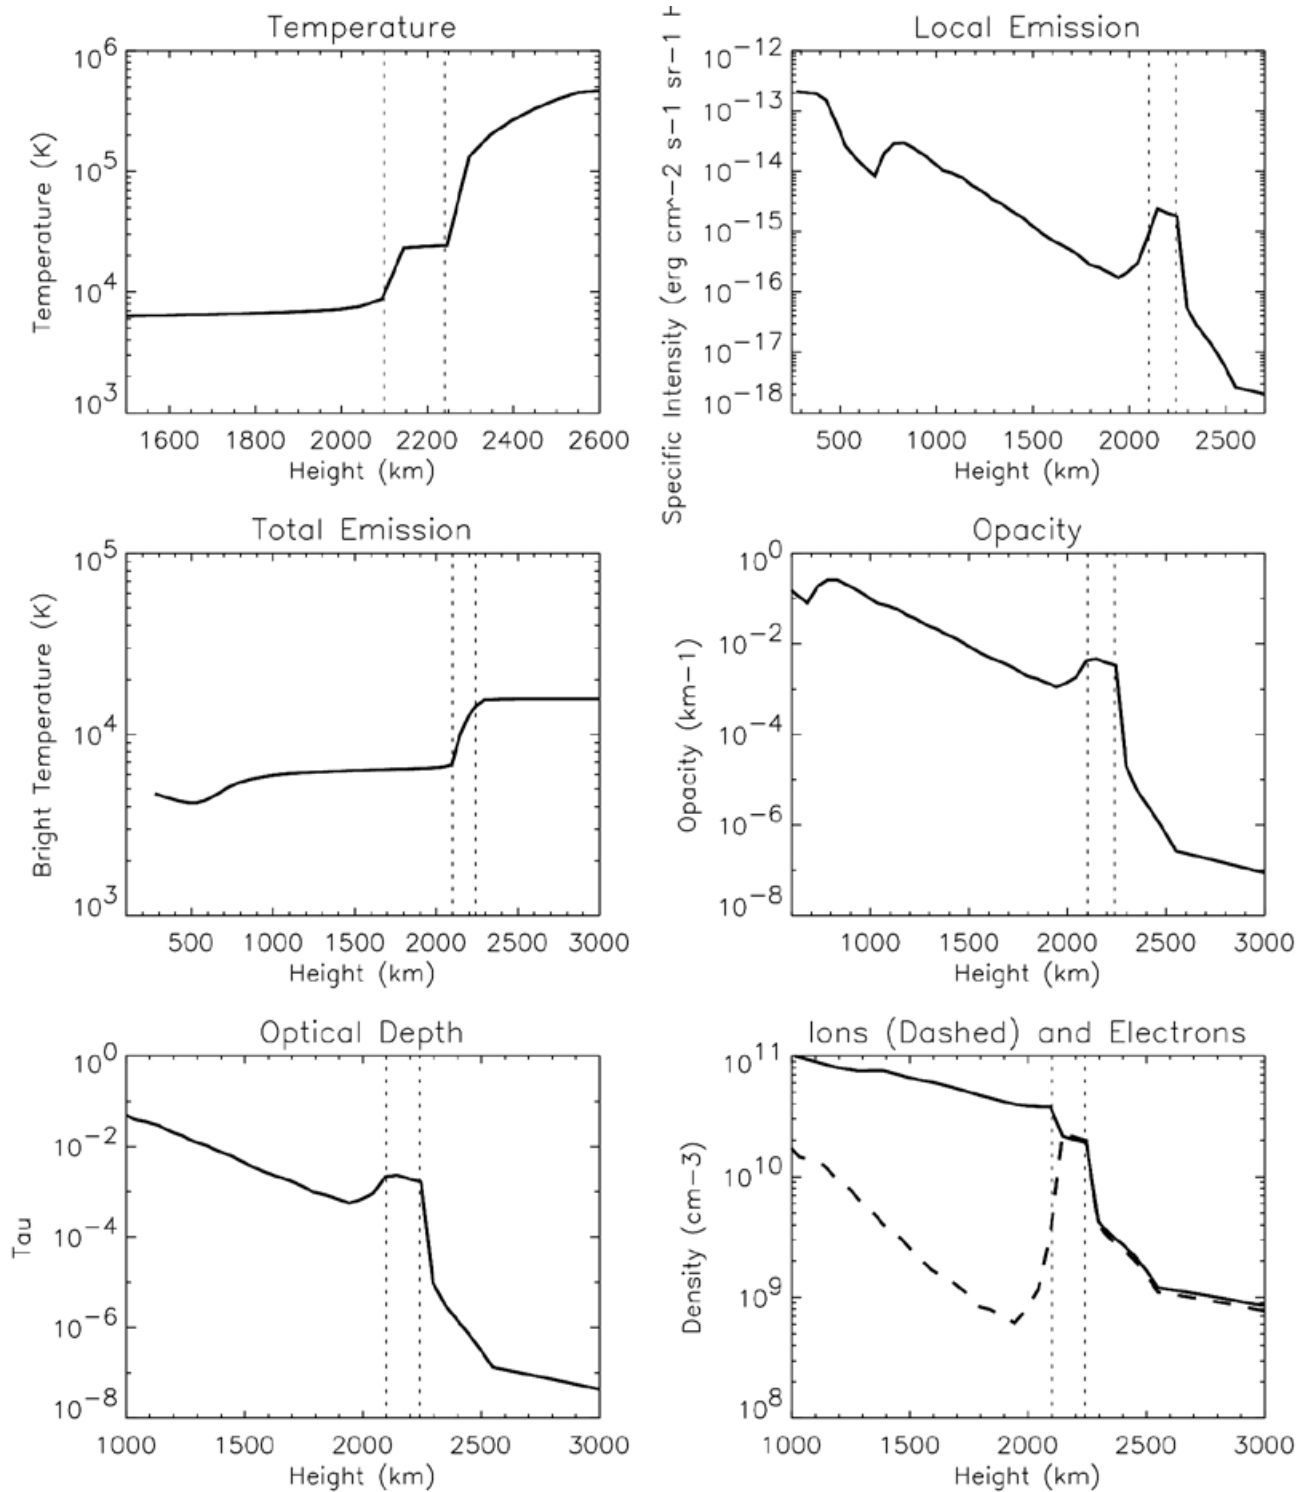 Temperature
10^6
10^5
10^4
10^3
Temperature (K)
1600 1800 2000 2200 2400 2600
Height (km)
Local Emission
10^-12
10^-13
10^-14
10^-15
10^-16
10^-17
10^-18
Specific Intensity (erg cm^-2 s-1 sr-1 H
500 1000 1500 2000 2500
Height (km)
Total Emission
10^5
10^4
10^3
Bright Temperature (K)
500 1000 1500 2000 2500 3000
Height (km)
Opacity
10^0
10^-2
10^-4
10^-6
10^-8
Opacity (km-1)
1000 1500 2000 2500 3000
Height (km)
Optical Depth
10^0
10^-2
10^-4
10^-6
10^-8
Tau
1000 1500 2000 2500 3000
Height (km)
Ions (Dashed) and Electrons
10^11
10^10
10^9
10^8
Density (cm-3)
1000 1500 2000 2500 3000
Height (km)